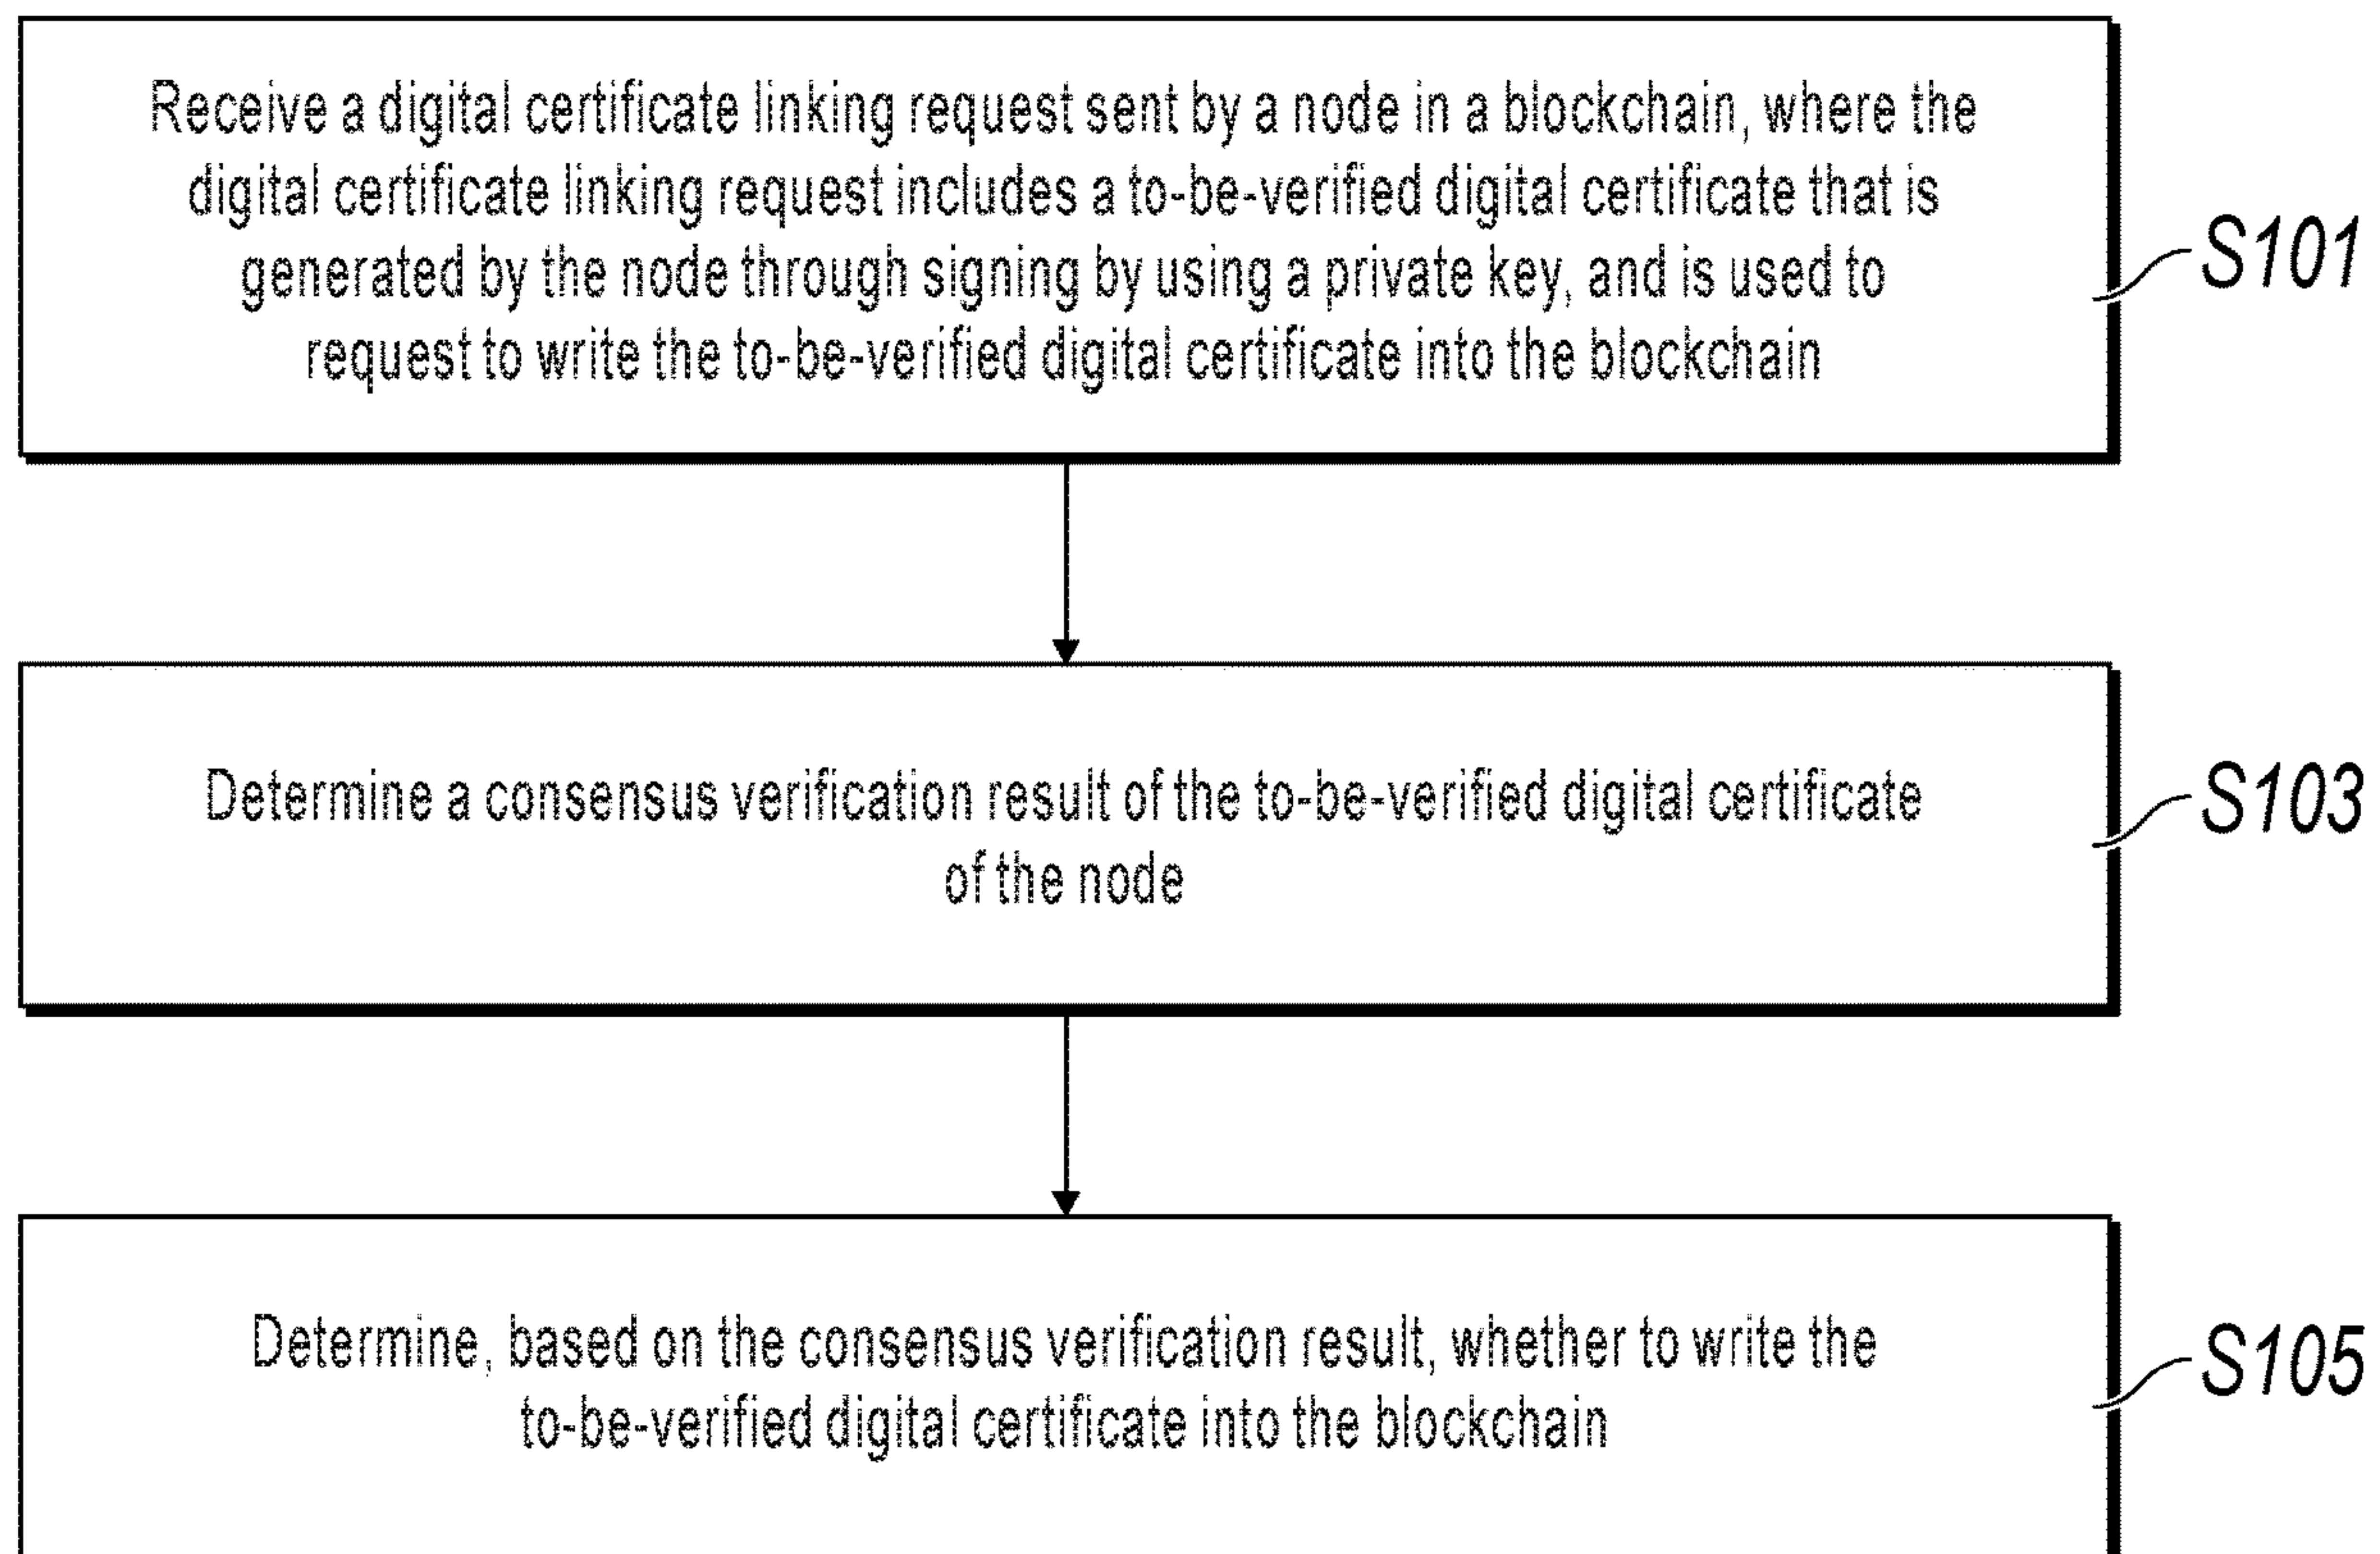 Receive a digital certificate linking request sent by a node in a blockchain, where the
digital certificate linking request includes a to-be-verified digital certificate that is
generated by the node through signing by using a private key, and is used to
request to write the to-be-verified digital certificate into the blockchain
S101
Determine a consensus verification result of the to-be-verified digital certificate
of the node
S103
Determine, based on the consensus verification result, whether to write the
to-be-verified digital certificate into the blockchain
S105